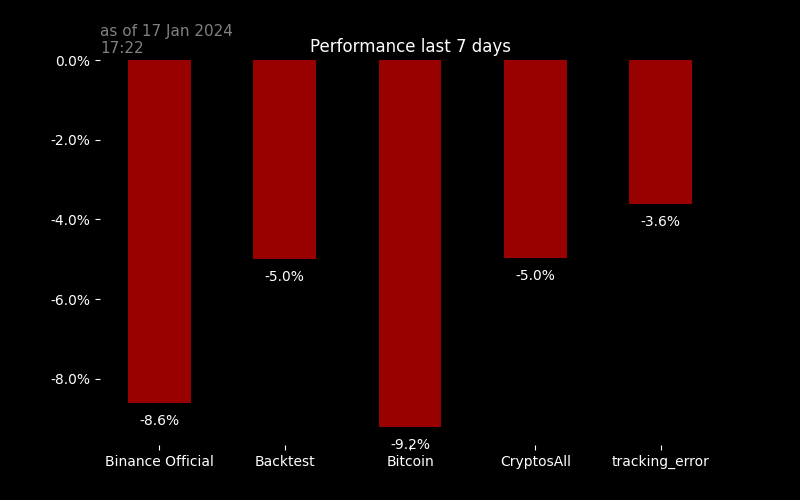 as of 17 Jan 2024
17:22
Performance last 7 days
0.0%
-2.0%
-4.0%
-6.0%
-8.0%
-8.6%
-5.0%
-9.2%
-5.0%
-3.6%
Binance Official
Backtest
Bitcoin
CryptosAll
tracking_error